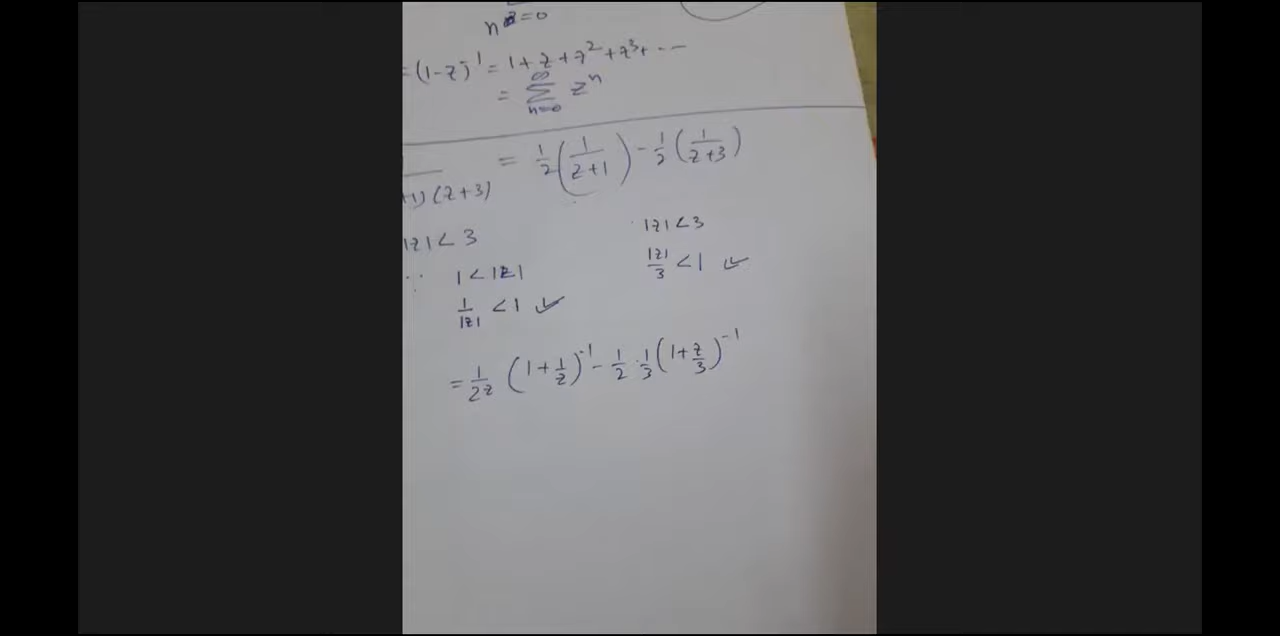 n=0
=(1-z)⁻¹ = 1+z+z²+z³+...
= ∑_{n=0}^{∞} zⁿ
+1)(z+3) = 1/2 (1/(z+1)) - 1/2 (1/(z+3))
|z|<3
|z|<3
∵ 1<|z|
|z|/3 <1 ✓
1/|z| <1 ✓
= 1/2z (1+1/z)⁻¹ - 1/2 · 1/3 (1+z/3)⁻¹